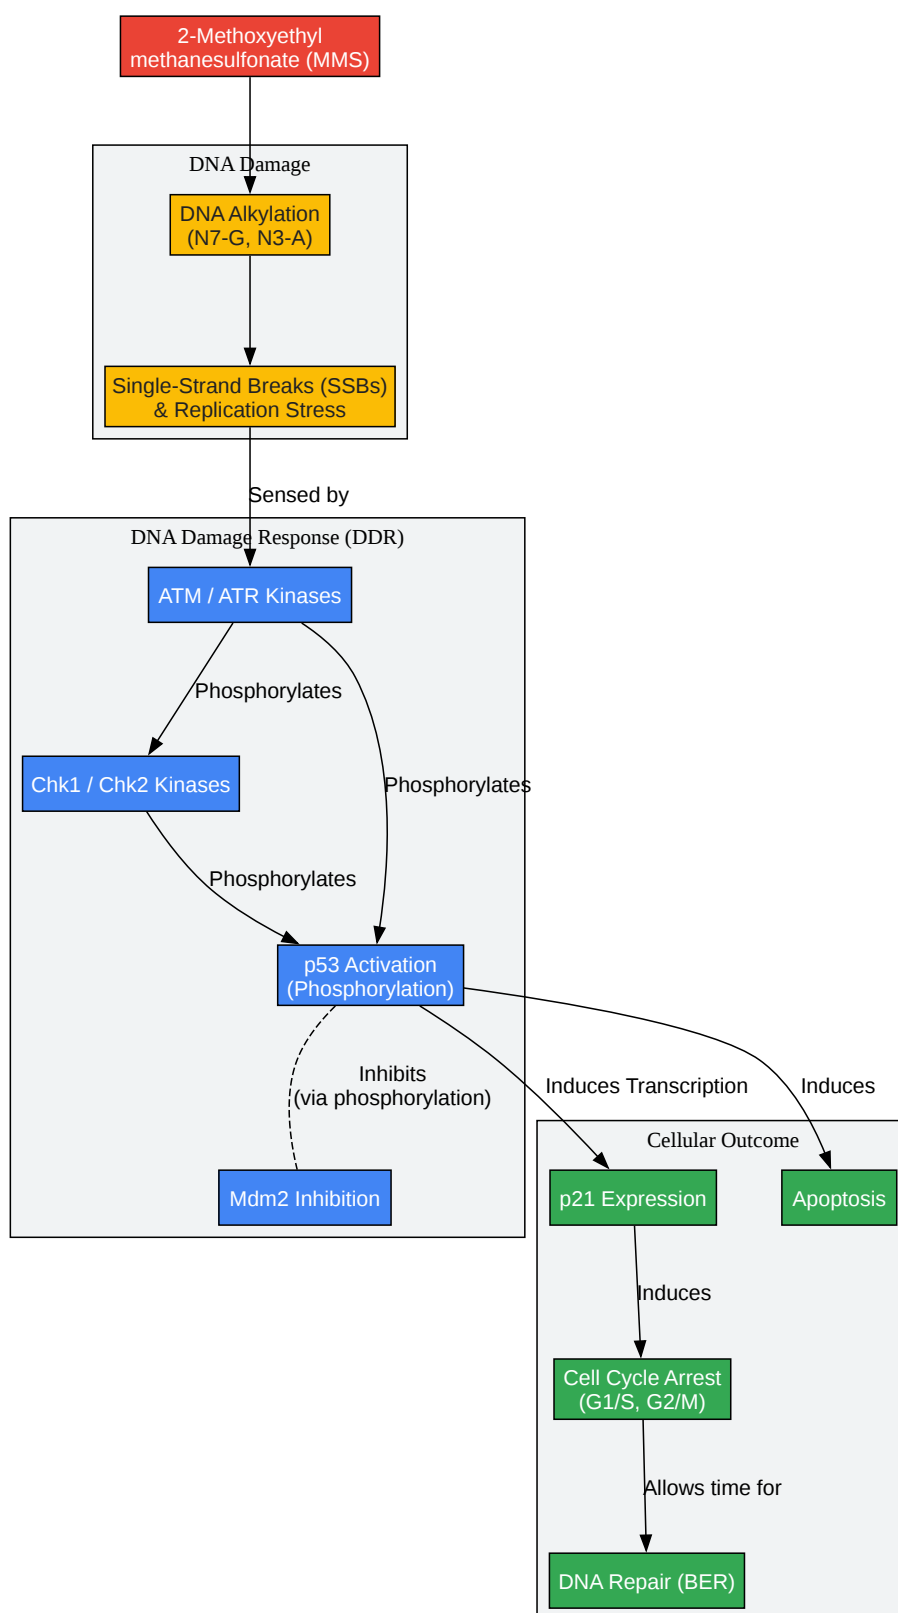 2-Methoxyethyl
methanesulfonate (MMS)
DNA Damage
DNA Alkylation
(N7-G, N3-A)
Single-Strand Breaks (SSBs)
& Replication Stress
Sensed by
DNA Damage Response (DDR)
ATM / ATR Kinases
Phosphorylates
Chk1 / Chk2 Kinases
Phosphorylates
Phosphorylates
p53 Activation
(Phosphorylation)
Inhibits
(via phosphorylation)
Induces Transcription
Induces
Mdm2 Inhibition
Cellular Outcome
p21 Expression
Apoptosis
Induces
Cell Cycle Arrest
(G1/S, G2/M)
Allows time for
DNA Repair (BER)